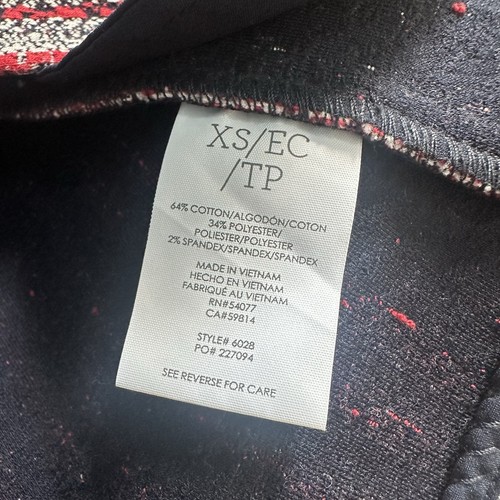 XS/EC
/TP
64% COTTON/ALGODÓN/COTON
34% POLYESTER/
POLIESTER/POLYESTER
2% SPANDEX/SPANDEX/SPANDEX
MADE IN VIETNAM
HECHO EN VIETNAM
FABRIQUÉ AU VIETNAM
RN#54077
CA#59814
STYLE# 6028
PO# 227094
SEE REVERSE FOR CARE